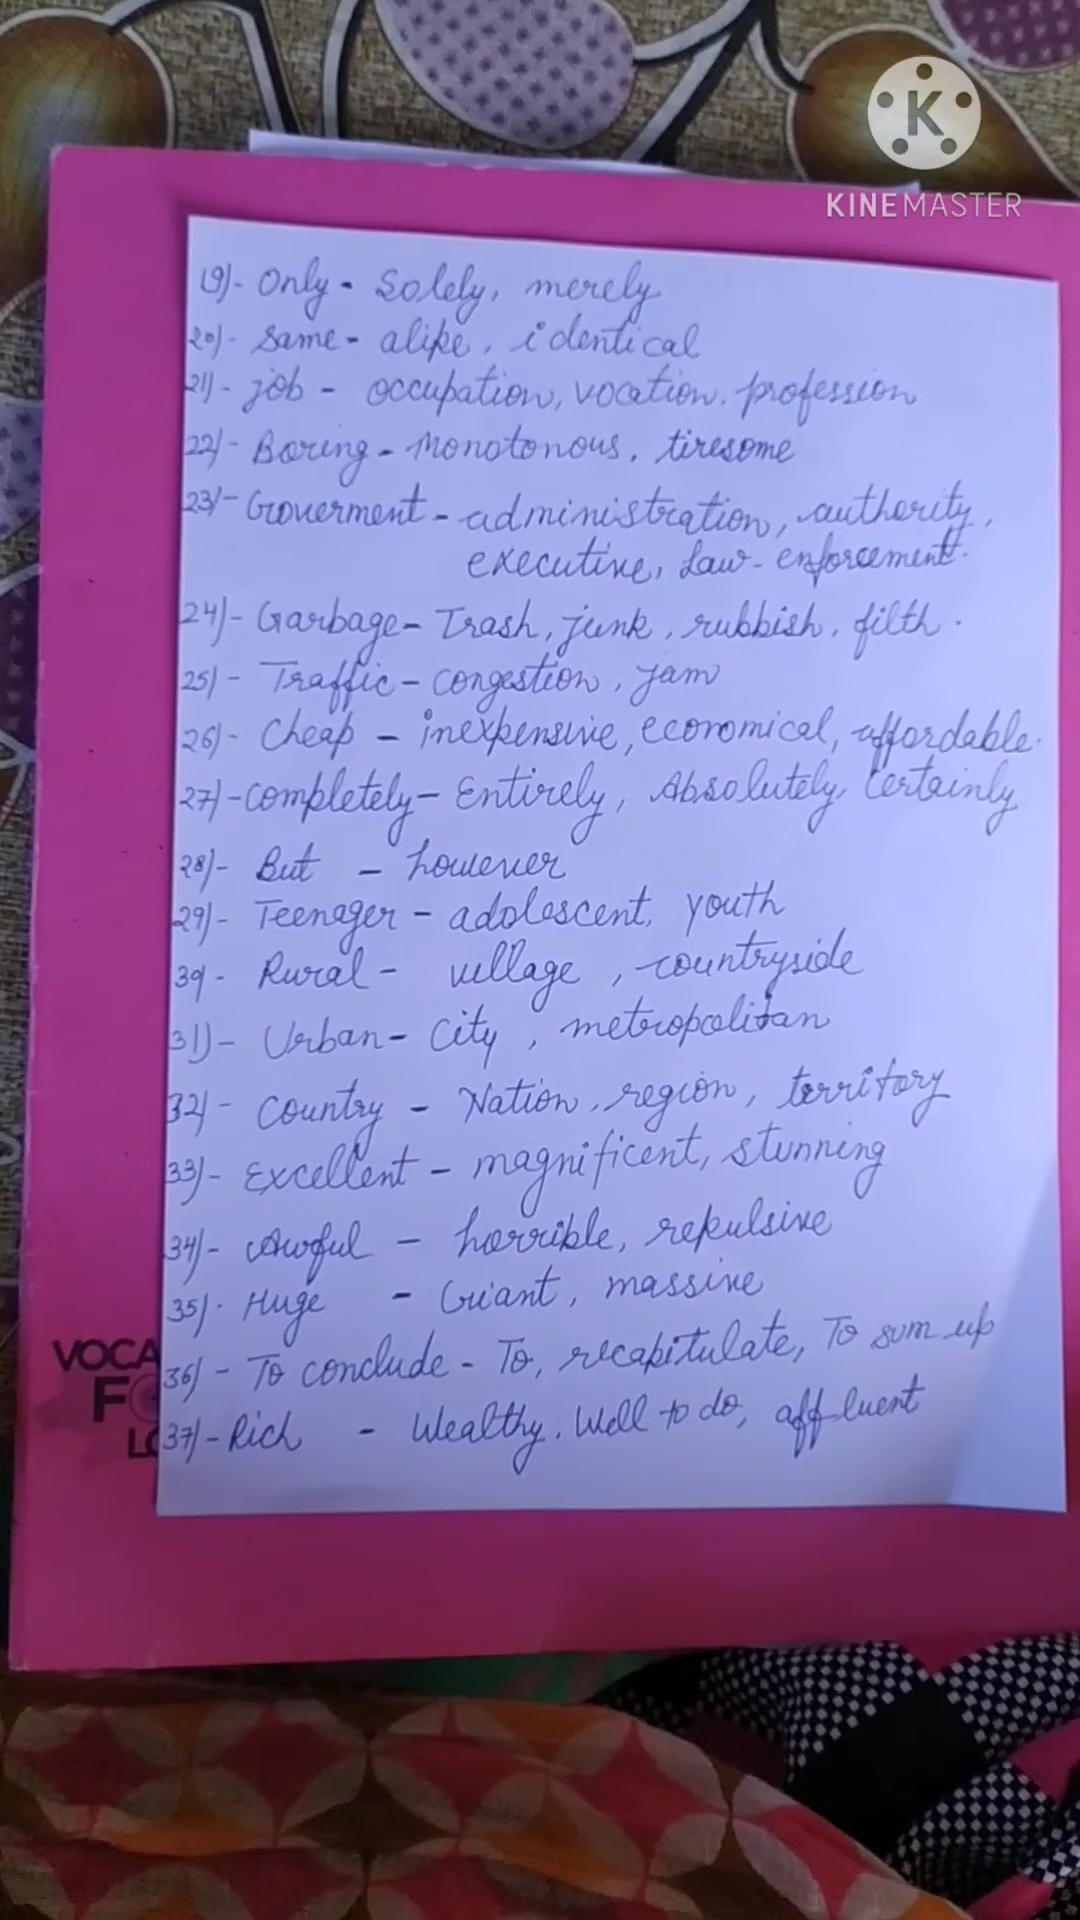 K
KINEMASTER
19)- Only - Solely, merely
20)- Same - alike, identical
21)- job - occupation, vocation, profession
22)- Boring - Monotonous, tiresome
23)- Goverment - administration, authority,
executive, Law-enforcement.
24)- Garbage - Trash, junk, rubbish, filth.
25)- Traffic - congestion, jam
26)- Cheap - inexpensive, economical, affordable.
27)- Completely - Entirely, Absolutely, Certainly
28)- But - however
29)- Teenager - adolescent, youth
30)- Rural - village, countryside
31)- Urban - City, metropolitan
32)- Country - Nation, region, territory
33)- Excellent - magnificent, stunning
34)- Awful - horrible, repulsive
35)- Huge - Giant, massive
36)- To conclude - To, recapitulate, To sum up
37)- Rich - Wealthy, Well to do, affluent
VOCA
F
LO